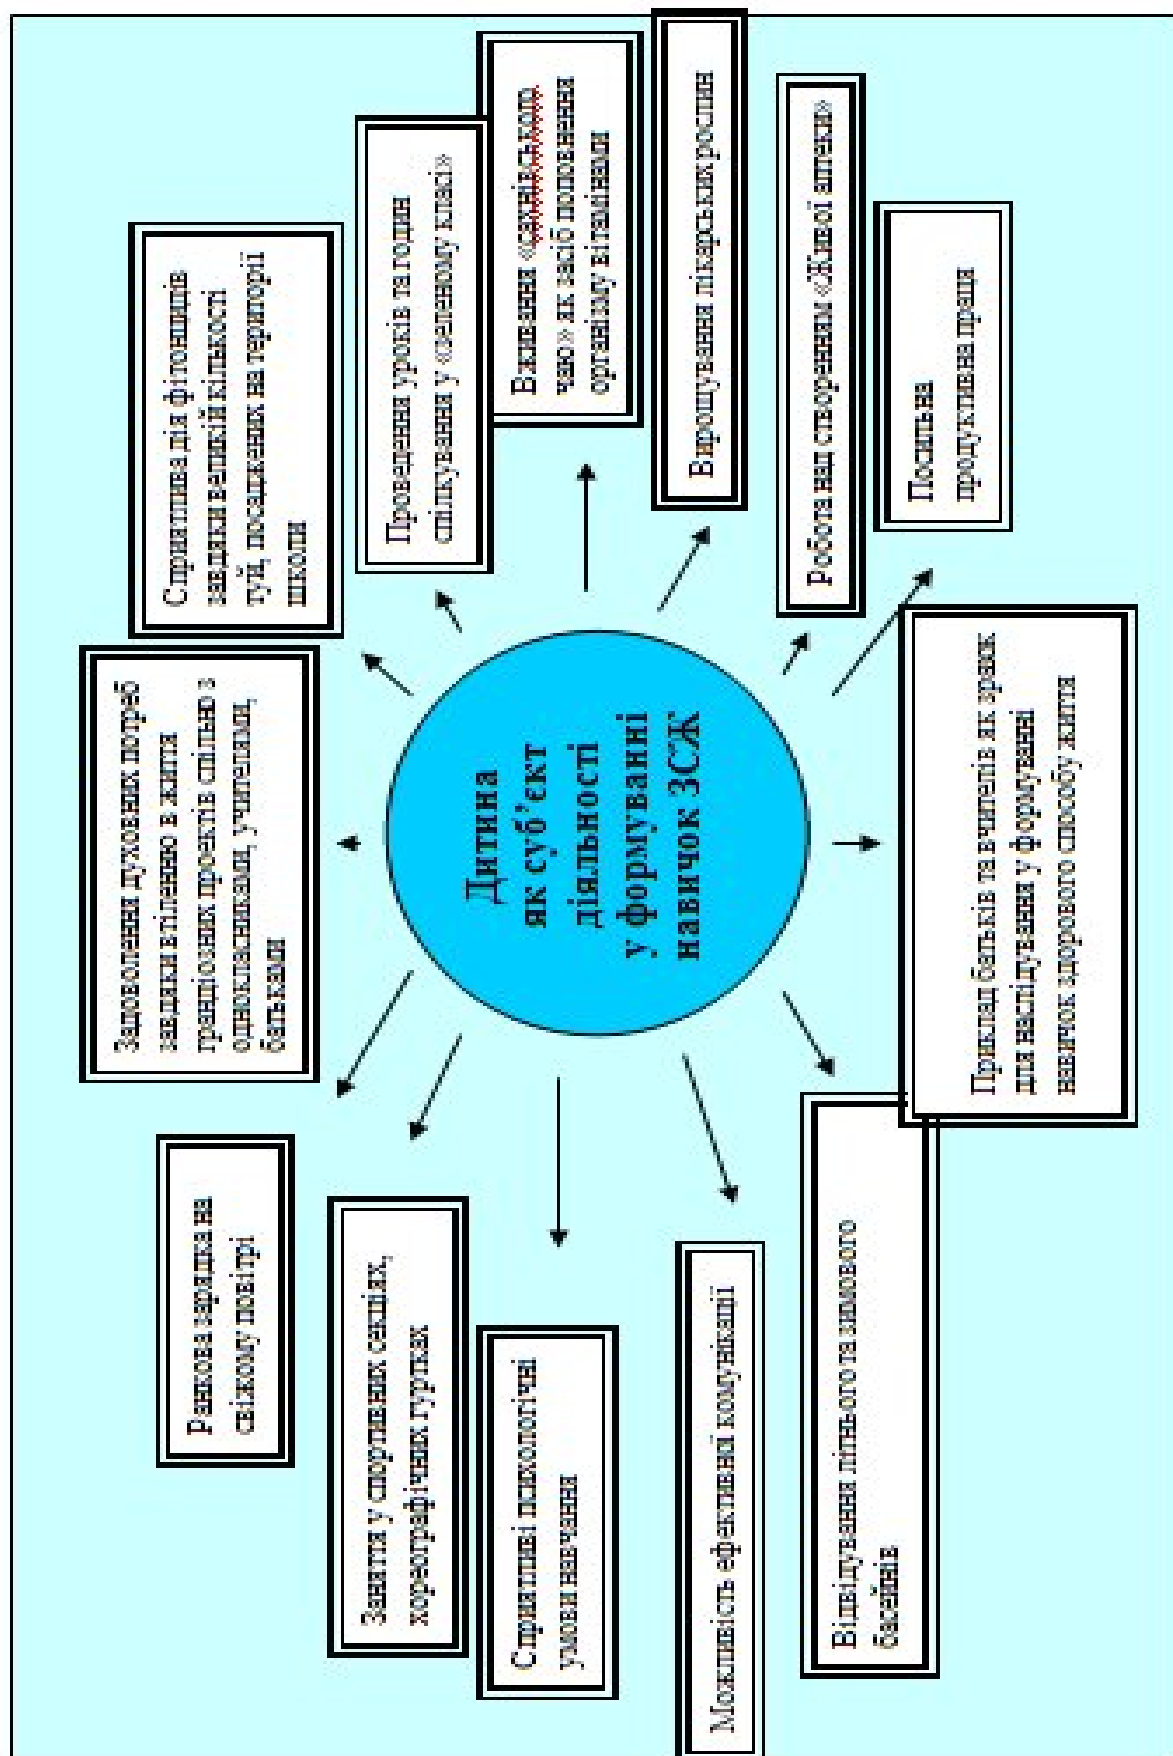 Задоволення духовних потреб
завдяки втіленню в життя
грандіозних проектів спільно з
однокласниками, учителями,
батьками
Сприятлива дія фітонцидів
завдяки великій кількості
туй, посаджених на території
школи
Проведення уроків та годин
спілкування у «зеленому класі»
Вживання «сахнівського
чаю» як засіб поповнення
організму вітамінами
Вирощування лікарських рослин
Робота над створенням «Живої аптеки»
Посильна
продуктивна праця
Приклад батьків та вчителів як зразок
для наслідування у формуванні
навичок здорового способу життя
Відвідування літнього та зимового
басейнів
Можливість ефективної комунікації
Сприятливі психологічні
умови навчання
Заняття у спортивних секціях,
хореографічних гуртках
Ранкова зарядка на
свіжому повітрі
Дитина
як суб’єкт
діяльності
у формуванні
навичок ЗСЖ